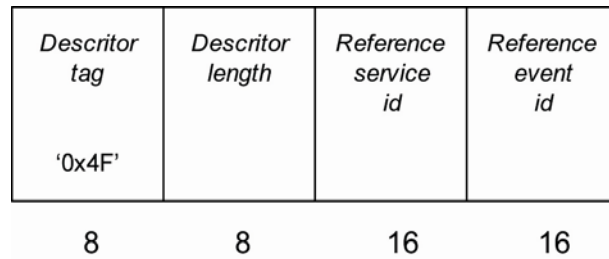 Descritor
tag
'0x4F'
Descritor
length
Reference
service
id
Reference
event
id
8 8 16 16